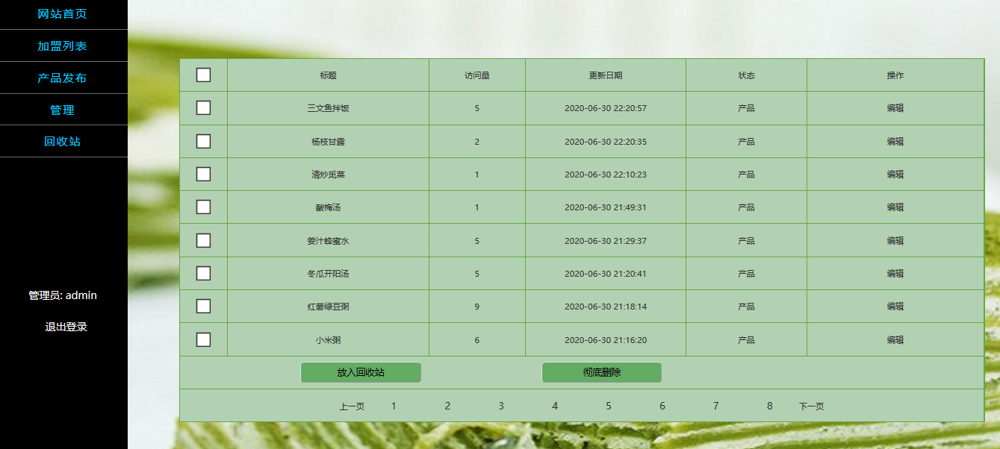 网站首页
加盟列表
产品发布
管理
回收站
管理员: admin
退出登录
标题 访问量 更新日期 状态 操作
三文鱼拌饭 5 2020-06-30 22:20:57 产品 编辑
杨枝甘露 2 2020-06-30 22:20:35 产品 编辑
清炒觅菜 1 2020-06-30 22:10:23 产品 编辑
酸梅汤 1 2020-06-30 21:49:31 产品 编辑
姜汁蜂蜜水 5 2020-06-30 21:29:37 产品 编辑
冬瓜开阳汤 5 2020-06-30 21:20:41 产品 编辑
红薯绿豆粥 9 2020-06-30 21:18:14 产品 编辑
小米粥 6 2020-06-30 21:16:20 产品 编辑
放入回收站 彻底删除
上一页 1 2 3 4 5 6 7 8 下一页